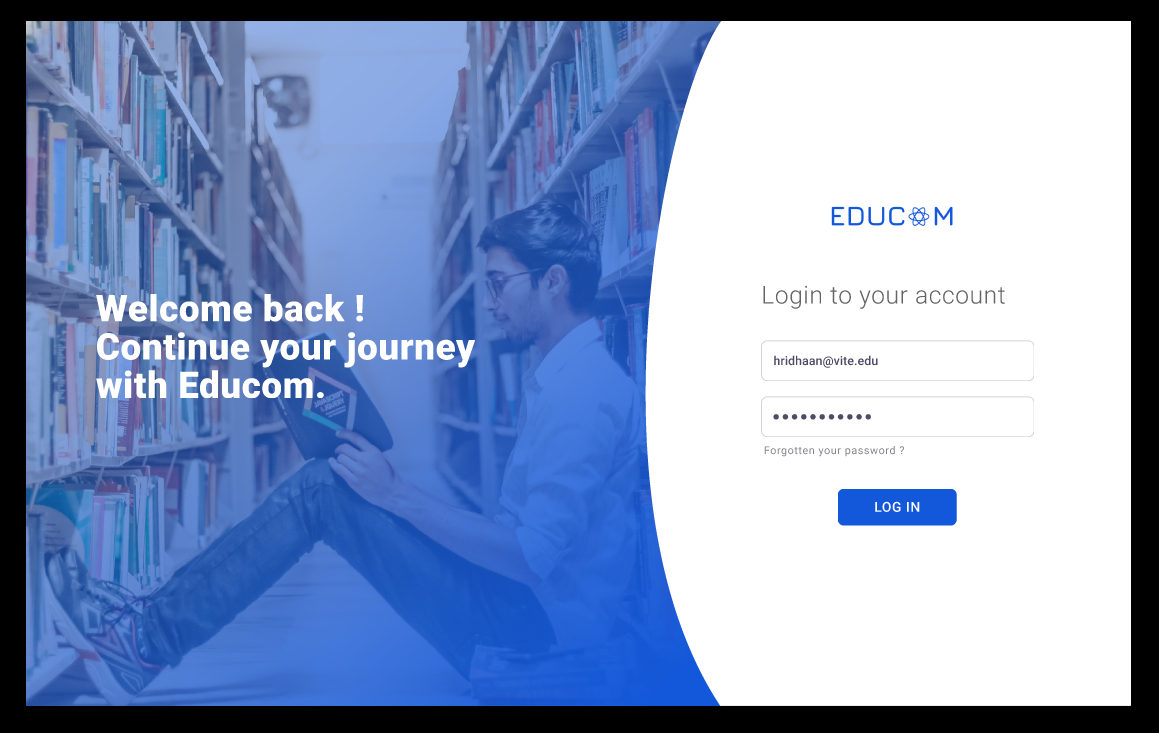 Welcome back !
Continue your journey
with Educom.
EDUCOM
Login to your account
hridhaan@vite.edu
●●●●●●●●●●●
Forgotten your password ?
LOG IN